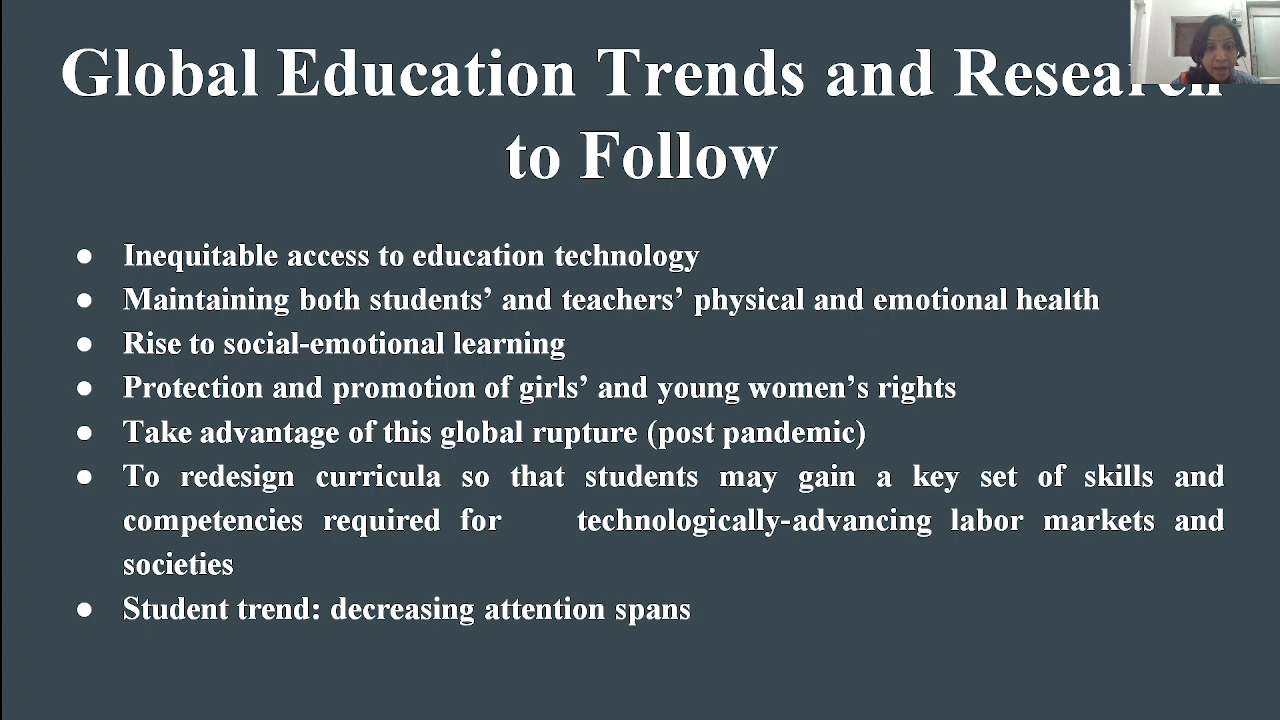 Global Education Trends and Research
to Follow
● Inequitable access to education technology
● Maintaining both students’ and teachers’ physical and emotional health
● Rise to social-emotional learning
● Protection and promotion of girls’ and young women’s rights
● Take advantage of this global rupture (post pandemic)
● To redesign curricula so that students may gain a key set of skills and
competencies required for technologically-advancing labor markets and
societies
● Student trend: decreasing attention spans